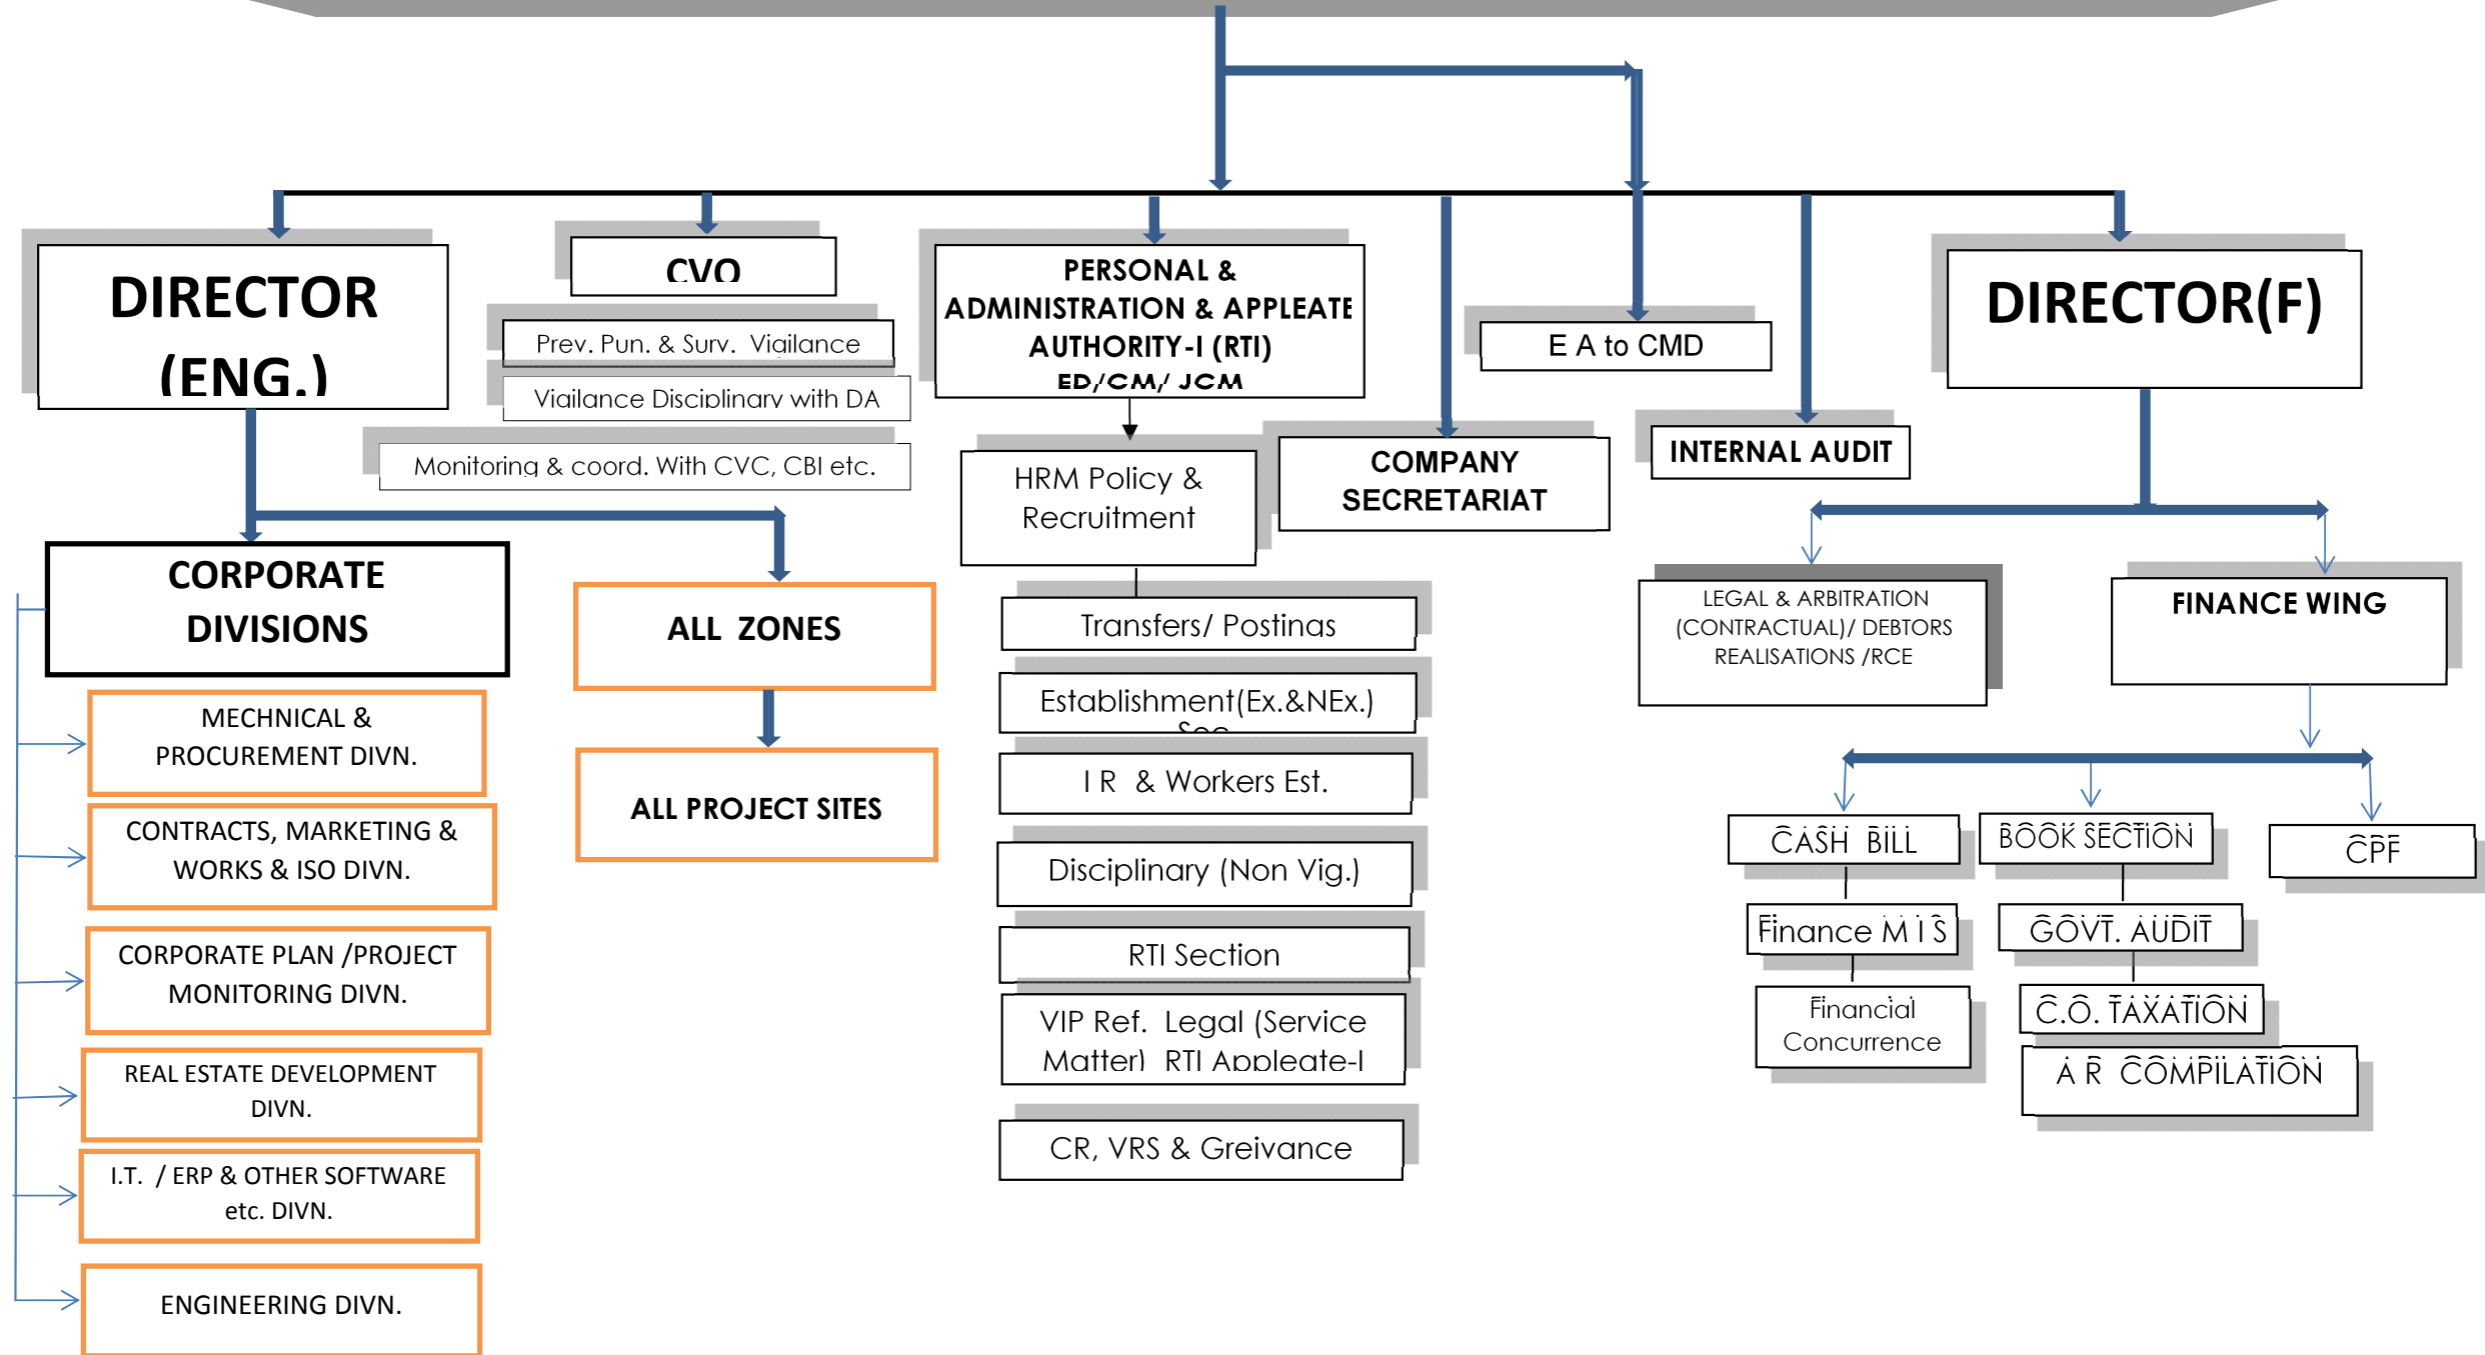 DIRECTOR
(ENG.)
CVO
Prev. Pun. & Surv. Vigilance
Vigilance Disciplinary with DA
Monitoring & coord. With CVC, CBI etc.
PERSONAL &
ADMINISTRATION & APPLEATE
AUTHORITY-I (RTI)
ED/CM/ JCM
E A to CMD
DIRECTOR(F)
HRM Policy &
Recruitment
COMPANY
SECRETARIAT
INTERNAL AUDIT
CORPORATE
DIVISIONS
ALL ZONES
ALL PROJECT SITES
MECHNICAL &
PROCUREMENT DIVN.
CONTRACTS, MARKETING &
WORKS & ISO DIVN.
CORPORATE PLAN /PROJECT
MONITORING DIVN.
REAL ESTATE DEVELOPMENT
DIVN.
I.T. / ERP & OTHER SOFTWARE
etc. DIVN.
ENGINEERING DIVN.
Transfers/ Postings
Establishment(Ex.&NEx.)
Sec
I R & Workers Est.
Disciplinary (Non Vig.)
RTI Section
VIP Ref. Legal (Service
Matter) RTI Appleate-I
CR, VRS & Greivance
LEGAL & ARBITRATION
(CONTRACTUAL)/ DEBTORS
REALISATIONS /RCE
FINANCE WING
CASH BILL
BOOK SECTION
CPF
Finance M I S
GOVT. AUDIT
Financial
Concurrence
C.O. TAXATION
A R COMPILATION